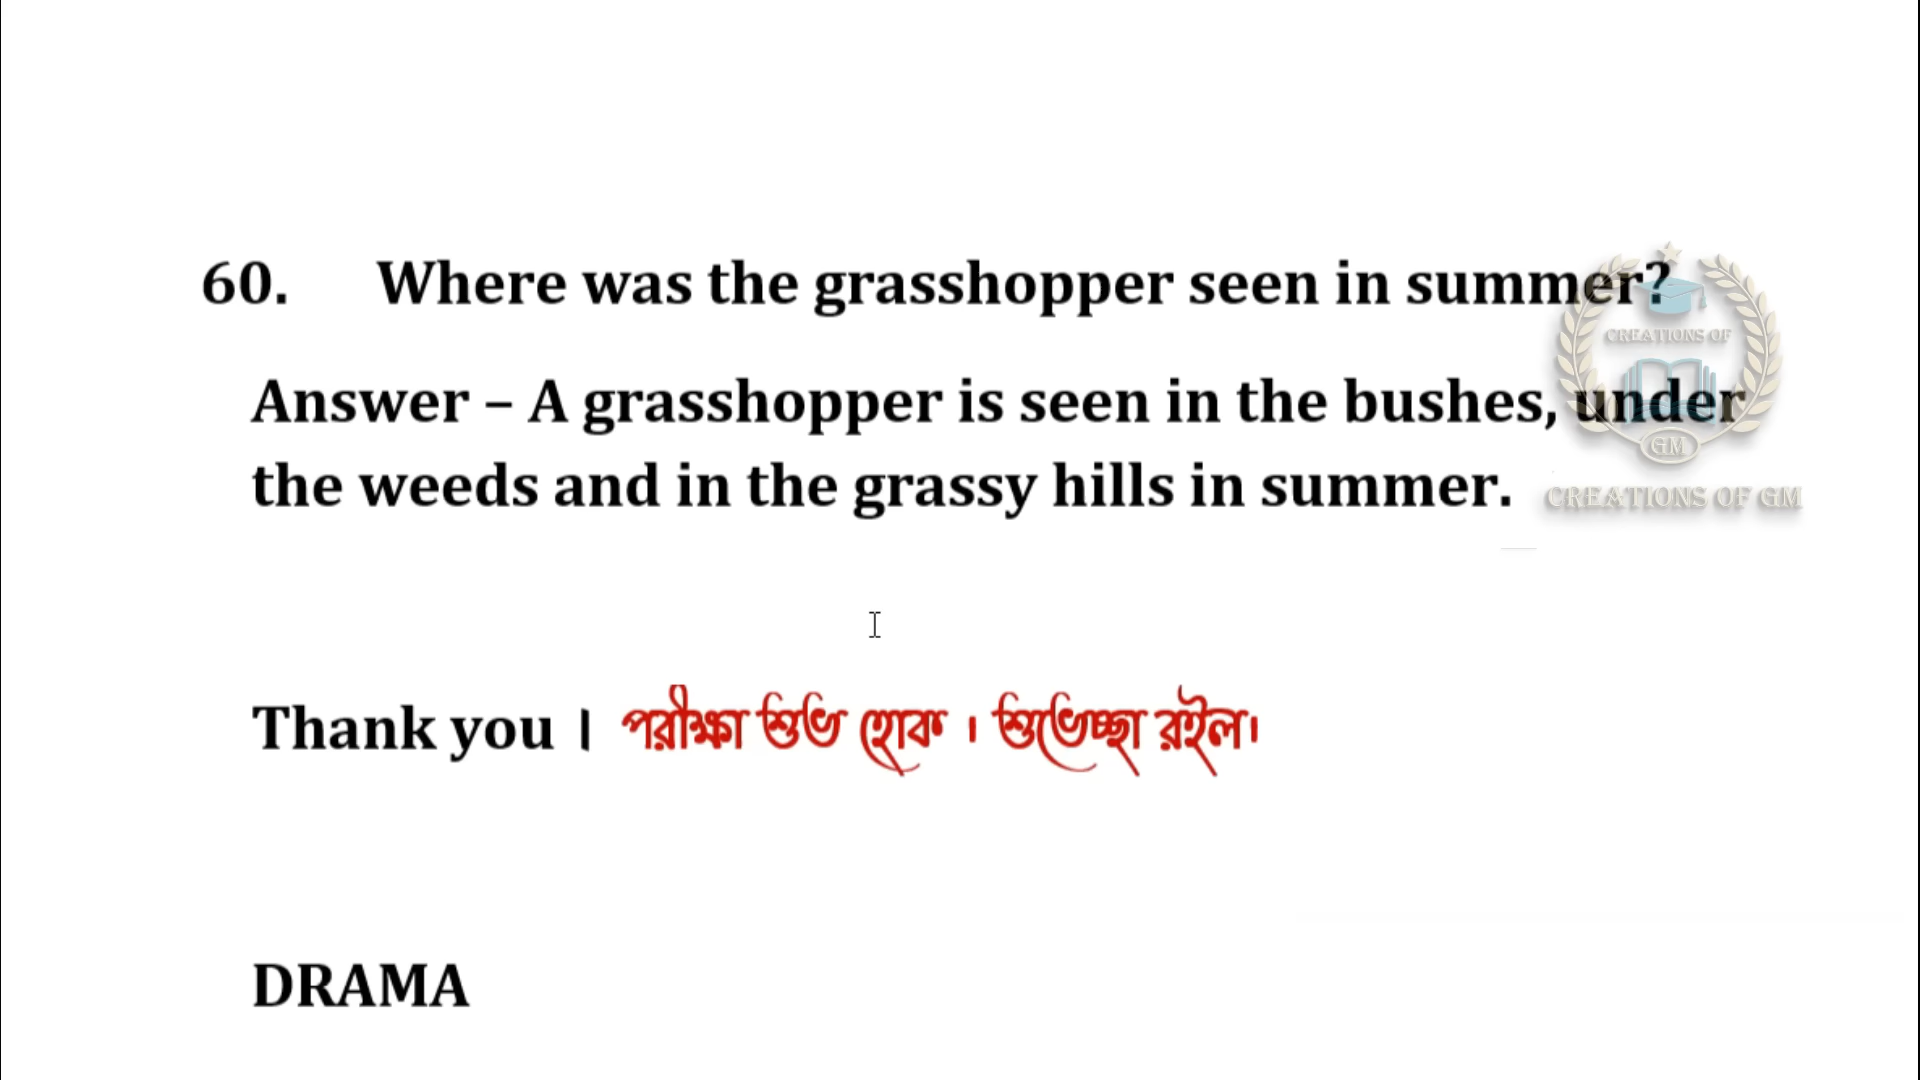 60. Where was the grasshopper seen in summer?
Answer – A grasshopper is seen in the bushes, under
the weeds and in the grassy hills in summer.
CREATIONS OF
GM
CREATIONS OF GM
Thank you । পরীক্ষা শুভ হোক । শুভেচ্ছা রইল।
DRAMA